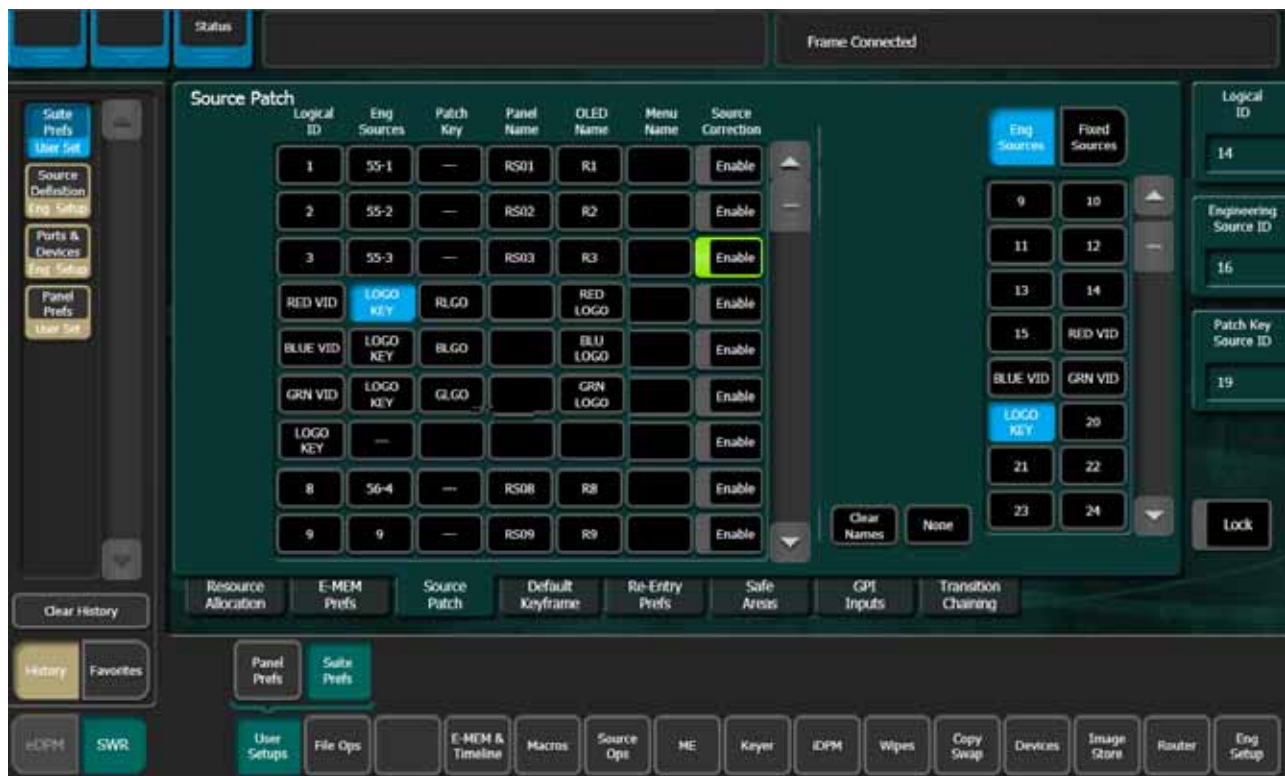 Status
Frame Connected
Suite Prefs
User Set
Source Definition
Eng Setup
Ports & Devices
Eng Setup
Panel Prefs
User Set
Clear History
History Favorites
eDPM SWR
Source Patch
Logical ID Eng Sources Patch Key Panel Name OLED Name Menu Name Source Correction
1 55-1 --- RS01 R1 Enable
2 55-2 --- RS02 R2 Enable
3 55-3 --- RS03 R3 Enable
RED VID LOGO KEY RLGO RED LOGO Enable
BLUE VID LOGO KEY BLGO BLU LOGO Enable
GRN VID LOGO KEY GLGO GRN LOGO Enable
LOGO KEY --- Enable
8 56-4 --- RS08 R8 Enable
9 9 --- RS09 R9 Enable
Clear Names None
Eng Sources Fixed Sources
9 10
11 12
13 14
15 RED VID
BLUE VID GRN VID
LOGO KEY 20
21 22
23 24
Logical ID
14
Engineering Source ID
16
Patch Key Source ID
19
Lock
Resource Allocation E-MEM Prefs Source Patch Default Keyframe Re-Entry Prefs Safe Areas GPI Inputs Transition Chaining
Panel Prefs Suite Prefs
User Setups File Ops E-MEM & Timeline Macros Source Ops ME Keyer iDPM Wipes Copy Swap Devices Image Store Router Eng Setup